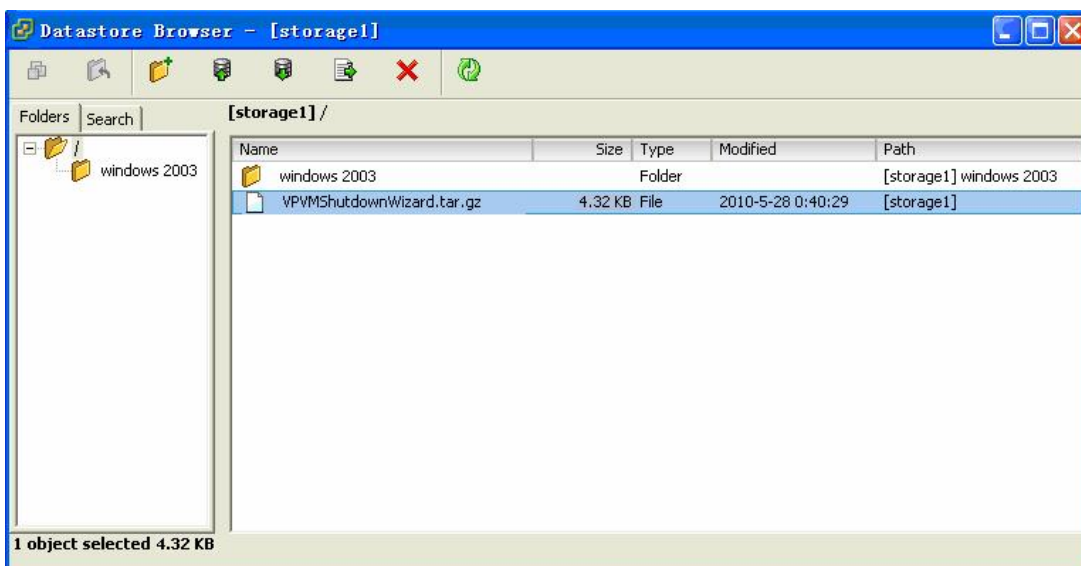 Datastore Browser - [storage1]
Folders Search
[storage1] /
/
windows 2003
Name Size Type Modified Path
windows 2003 Folder [storage1] windows 2003
VPVMShutdownWizard.tar.gz 4.32 KB File 2010-5-28 0:40:29 [storage1]
1 object selected 4.32 KB